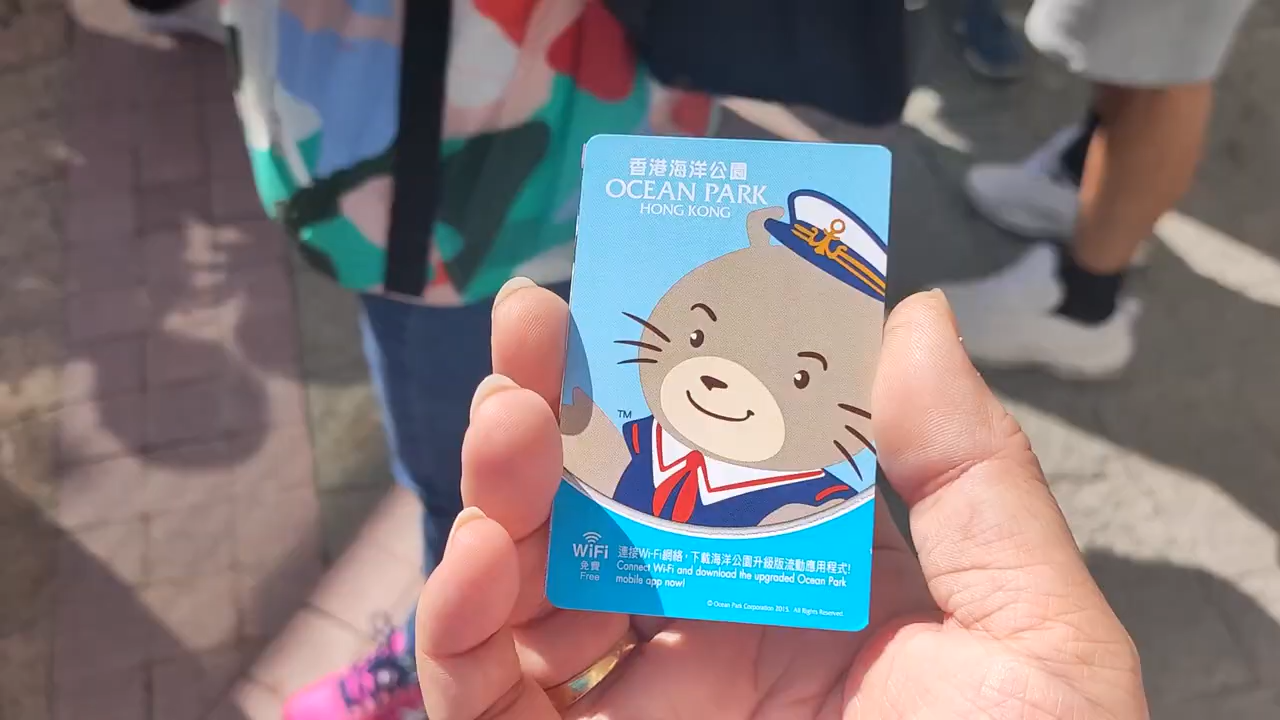 香港海洋公園
OCEAN PARK
HONG KONG
TM
WiFi
免費
Free
連接Wi-Fi網絡，下載海洋公園升級版流動應用程式!
Connect Wi-Fi and download the upgraded Ocean Park
mobile app now!
© Ocean Park Corporation 2015. All Rights Reserved.